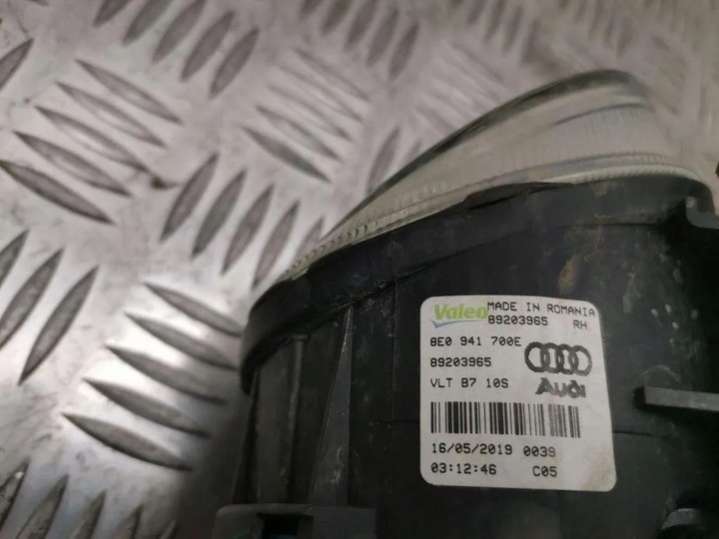 Valeo MADE IN ROMANIA
89203965 RH
8E0 941 700E
89203965
VLT B7 10S Audi
16/05/2019 0039
03:12:46 C05